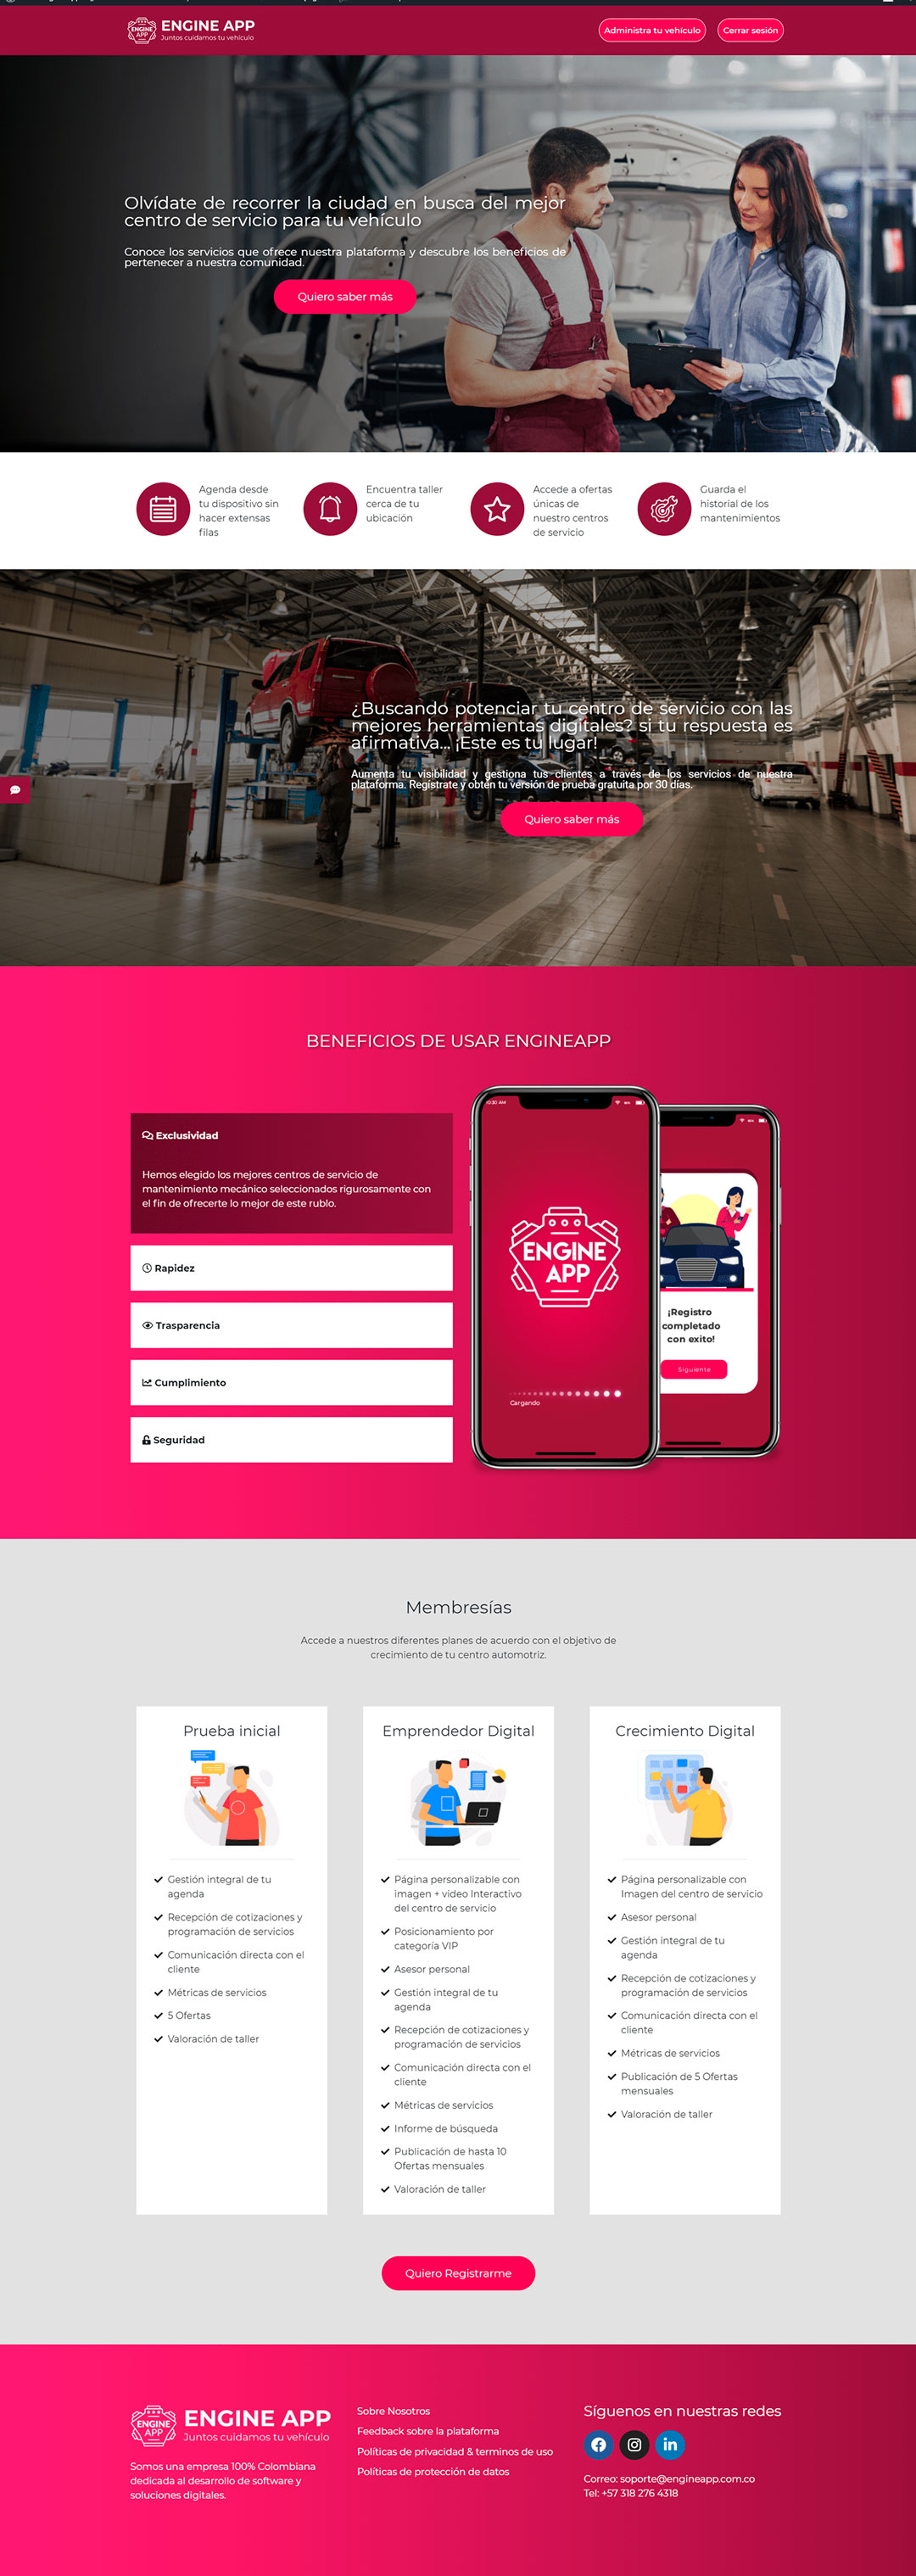 ENGINE APP
ENGINE APP
Juntos cuidamos tu vehículo
Administra tu vehículo
Cerrar sesión
Olvídate de recorrer la ciudad en busca del mejor
centro de servicio para tu vehículo
Conoce los servicios que ofrece nuestra plataforma y descubre los beneficios de
pertenecer a nuestra comunidad.
Quiero saber más
Agenda desde
tu dispositivo sin
hacer extensas
filas
Encuentra taller
cerca de tu
ubicación
Accede a ofertas
únicas de
nuestro centros
de servicio
Guarda el
historial de los
mantenimientos
¿Buscando potenciar tu centro de servicio con las
mejores herramientas digitales? si tu respuesta es
afirmativa... ¡Este es tu lugar!
Aumenta tu visibilidad y gestiona tus clientes a través de los servicios de nuestra
plataforma. Regístrate y obtén tu versión de prueba gratuita por 30 días.
Quiero saber más
BENEFICIOS DE USAR ENGINEAPP
Exclusividad
Hemos elegido los mejores centros de servicio de
mantenimiento mecánico seleccionados rigurosamente con
el fin de ofrecerte lo mejor de este rublo.
Rapidez
Trasparencia
Cumplimiento
Seguridad
10:30 AM
ENGINE
APP
Cargando
¡Registro
completado
con exito!
Siguiente
Membresías
Accede a nuestros diferentes planes de acuerdo con el objetivo de
crecimiento de tu centro automotriz.
Prueba inicial
Gestión integral de tu
agenda
Recepción de cotizaciones y
programación de servicios
Comunicación directa con el
cliente
Métricas de servicios
5 Ofertas
Valoración de taller
Emprendedor Digital
Página personalizable con
imagen + video Interactivo
del centro de servicio
Posicionamiento por
categoría VIP
Asesor personal
Gestión integral de tu
agenda
Recepción de cotizaciones y
programación de servicios
Comunicación directa con el
cliente
Métricas de servicios
Informe de búsqueda
Publicación de hasta 10
Ofertas mensuales
Valoración de taller
Crecimiento Digital
Página personalizable con
Imagen del centro de servicio
Asesor personal
Gestión integral de tu
agenda
Recepción de cotizaciones y
programación de servicios
Comunicación directa con el
cliente
Métricas de servicios
Publicación de 5 Ofertas
mensuales
Valoración de taller
Quiero Registrarme
ENGINE
APP
ENGINE APP
Juntos cuidamos tu vehículo
Somos una empresa 100% Colombiana
dedicada al desarrollo de software y
soluciones digitales.
Sobre Nosotros
Feedback sobre la plataforma
Políticas de privacidad & terminos de uso
Políticas de protección de datos
Síguenos en nuestras redes
Correo: soporte@engineapp.com.co
Tel: +57 318 276 4318